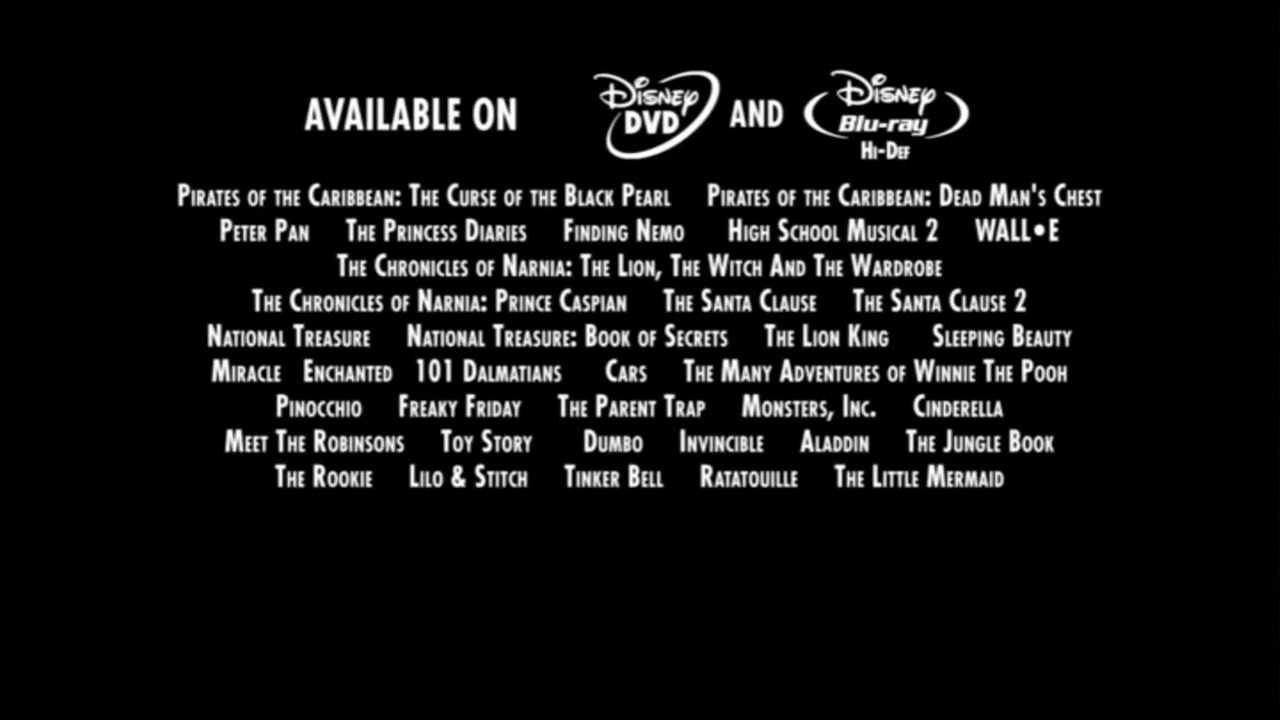 AVAILABLE ON DISNEY DVD AND DISNEY Blu-ray HI-DEF
PIRATES OF THE CARIBBEAN: THE CURSE OF THE BLACK PEARL PIRATES OF THE CARIBBEAN: DEAD MAN'S CHEST
PETER PAN THE PRINCESS DIARIES FINDING NEMO HIGH SCHOOL MUSICAL 2 WALL•E
THE CHRONICLES OF NARNIA: THE LION, THE WITCH AND THE WARDROBE
THE CHRONICLES OF NARNIA: PRINCE CASPIAN THE SANTA CLAUSE THE SANTA CLAUSE 2
NATIONAL TREASURE NATIONAL TREASURE: BOOK OF SECRETS THE LION KING SLEEPING BEAUTY
MIRACLE ENCHANTED 101 DALMATIANS CARS THE MANY ADVENTURES OF WINNIE THE POOH
PINOCCHIO FREAKY FRIDAY THE PARENT TRAP MONSTERS, INC. CINDERELLA
MEET THE ROBINSONS TOY STORY DUMBO INVINCIBLE ALADDIN THE JUNGLE BOOK
THE ROOKIE LILO & STITCH TINKER BELL RATATOUILLE THE LITTLE MERMAID